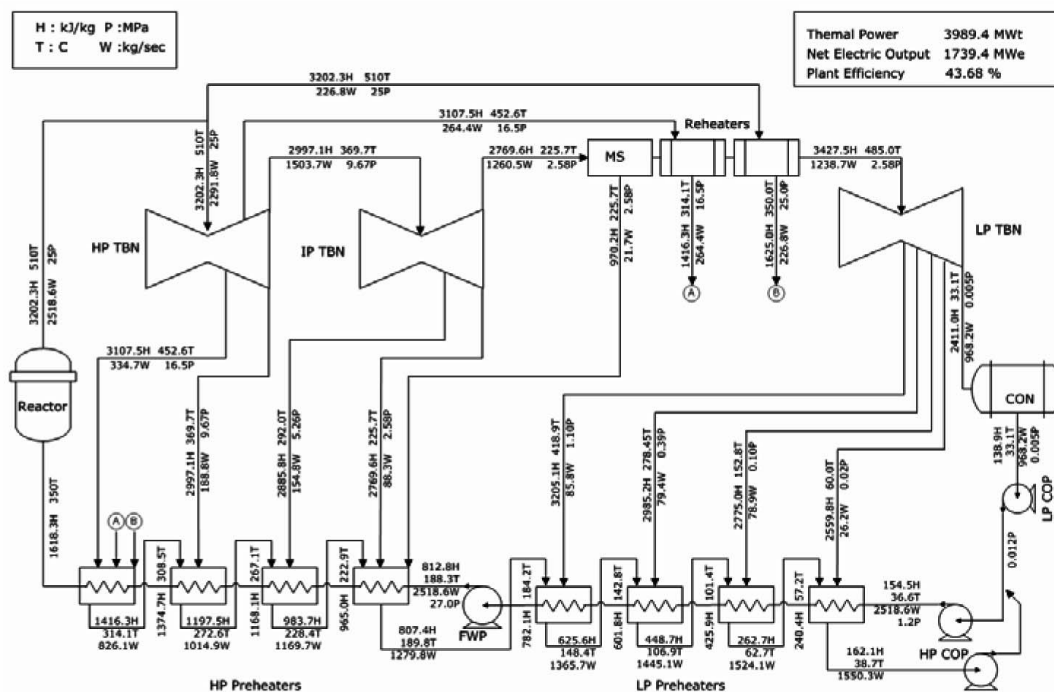 H : kJ/kg P :MPa
T : C W :kg/sec
Themal Power 3989.4 MWt
Net Electric Output 1739.4 MWe
Plant Efficiency 43.68 %
3202.3H 510T
226.8W 25P
3107.5H 452.6T
264.4W 16.5P
Reheaters
2997.1H 369.7T
1503.7W 9.67P
2769.6H 225.7T
1260.5W 2.58P
MS
3427.5H 485.0T
1238.7W 2.58P
3202.3H 510T
2291.8W 25P
HP TBN
IP TBN
LP TBN
970.2H 225.7T
21.7W 2.58P
1416.3H 314.1T
264.4W 16.5P
1625.0H 350.0T
226.8W 25.0P
A
B
3202.3H 510T
2518.6W 25P
2411.0H 33.1T
968.2W 0.005P
3107.5H 452.6T
334.7W 16.5P
Reactor
CON
2997.1H 369.7T
188.8W 9.67P
2885.8H 292.0T
154.8W 5.26P
2769.6H 225.7T
88.3W 2.58P
3205.1H 418.9T
85.8W 1.10P
2985.2H 278.45T
79.4W 0.39P
2775.0H 152.8T
78.9W 0.10P
2559.8H 60.0T
26.2W 0.02P
138.9H
33.1T
968.2W
0.005P
LP COP
0.012P
1618.3H 350T
A
B
1374.7H 308.5T
1168.1H 267.1T
965.0H 222.9T
812.8H
188.3T
2518.6W
27.0P
FWP
782.1H 184.2T
601.8H 142.8T
425.9H 101.4T
240.4H 57.2T
154.5H
36.6T
2518.6W
1.2P
HP COP
1416.3H
314.1T
826.1W
1197.5H
272.6T
1014.9W
983.7H
228.4T
1169.7W
807.4H
189.8T
1279.8W
625.6H
148.4T
1365.7W
448.7H
106.9T
1445.1W
262.7H
62.7T
1524.1W
162.1H
38.7T
1550.3W
HP Preheaters
LP Preheaters